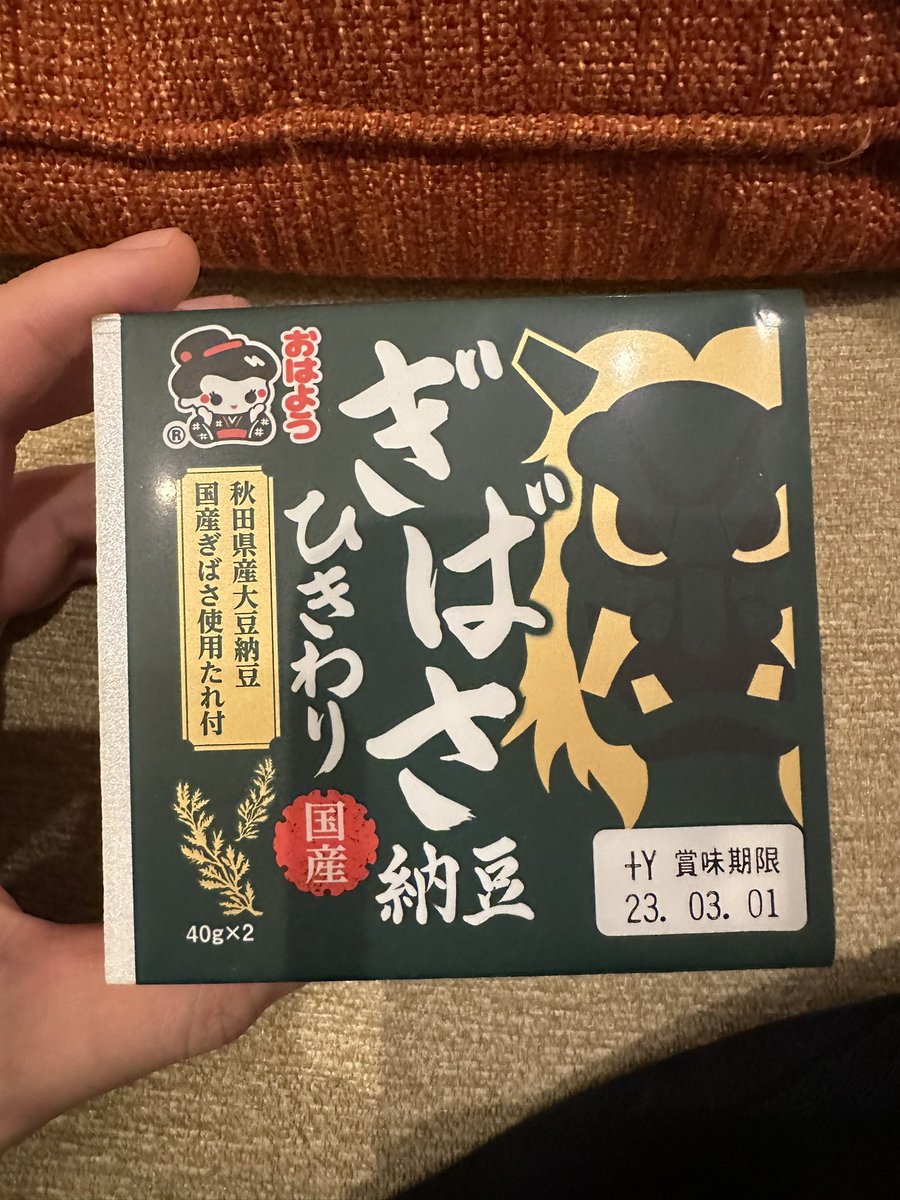 おはよう
®
ぎばさ
ひきわり
納豆
秋田県産大豆納豆
国産ぎばさ使用たれ付
国産
40g×2
+Y 賞味期限
23. 03. 01